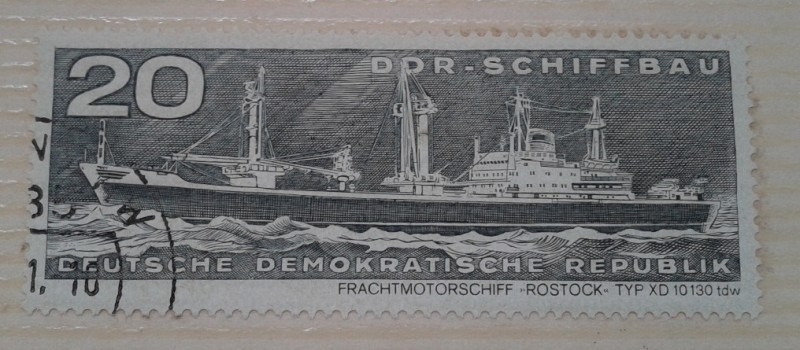 20
DDR-SCHIFFBAU
DEUTSCHE DEMOKRATISCHE REPUBLIK
FRACHTMOTORSCHIFF »ROSTOCK« TYP XD 10130 tdw